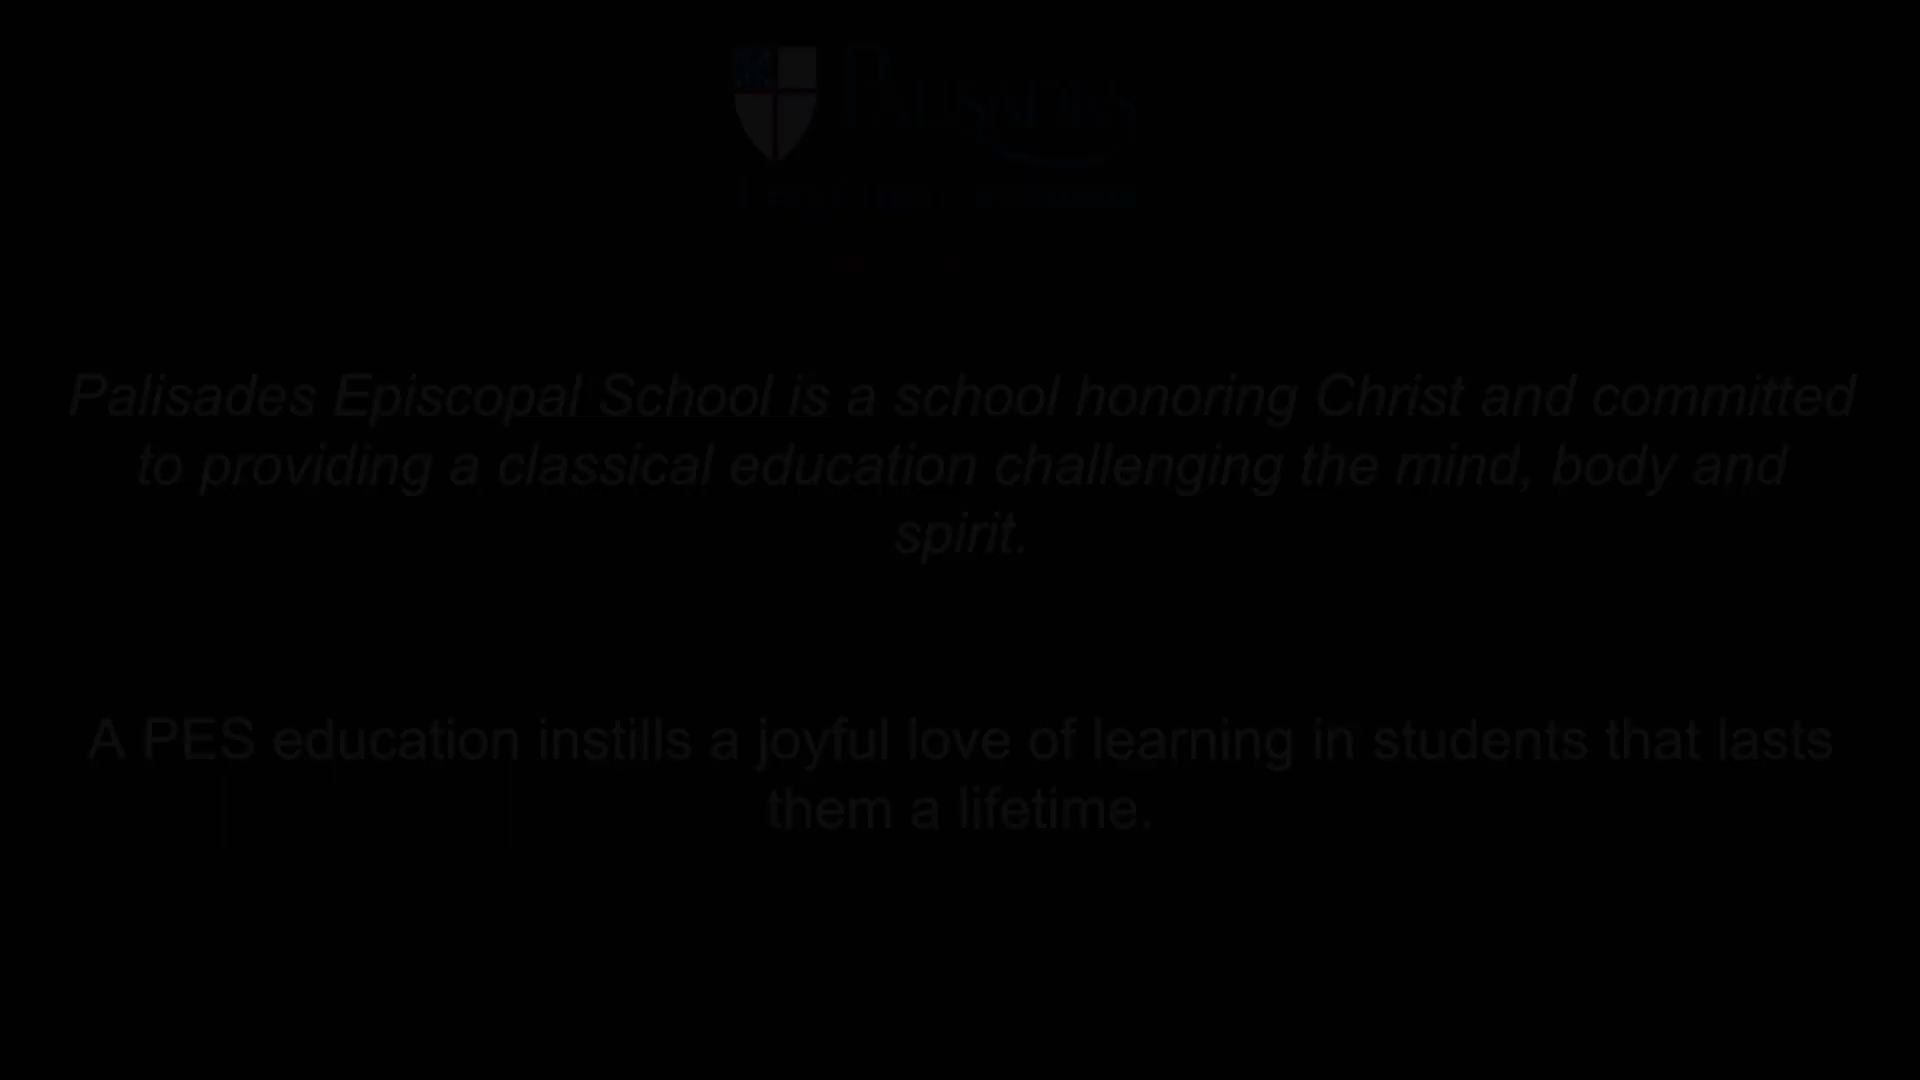 PALISADES
Palisades Episcopal School is a school honoring Christ and committed
to providing a classical education challenging the mind, body and
spirit.
A PES education instills a joyful love of learning in students that lasts
them a lifetime.